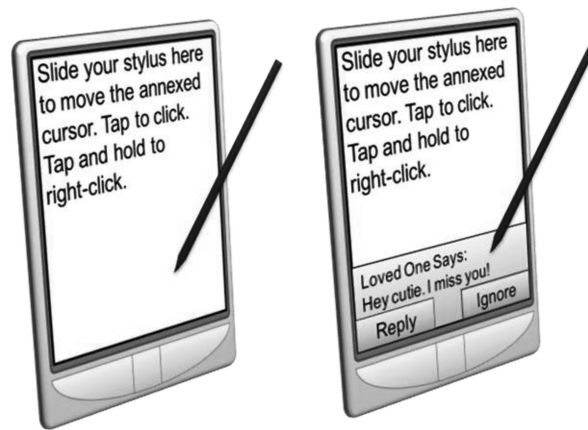 Slide your stylus here
to move the annexed
cursor. Tap to click.
Tap and hold to
right-click.
Slide your stylus here
to move the annexed
cursor. Tap to click.
Tap and hold to
right-click.
Loved One Says:
Hey cutie. I miss you!
Reply
Ignore